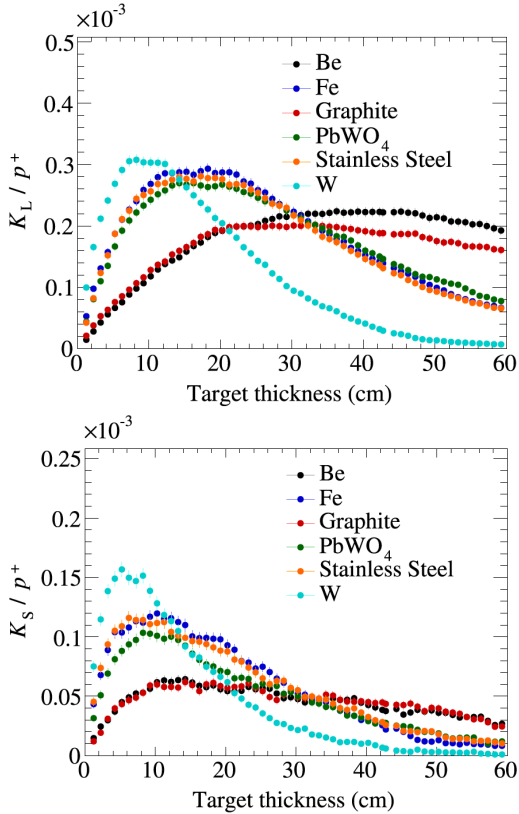 ×10⁻³
0.5
0.4
0.3
0.2
0.1
0
K_L / p⁺
Be
Fe
Graphite
PbWO₄
Stainless Steel
W
0 10 20 30 40 50 60
Target thickness (cm)
×10⁻³
0.25
0.2
0.15
0.1
0.05
0
K_S / p⁺
Be
Fe
Graphite
PbWO₄
Stainless Steel
W
0 10 20 30 40 50 60
Target thickness (cm)